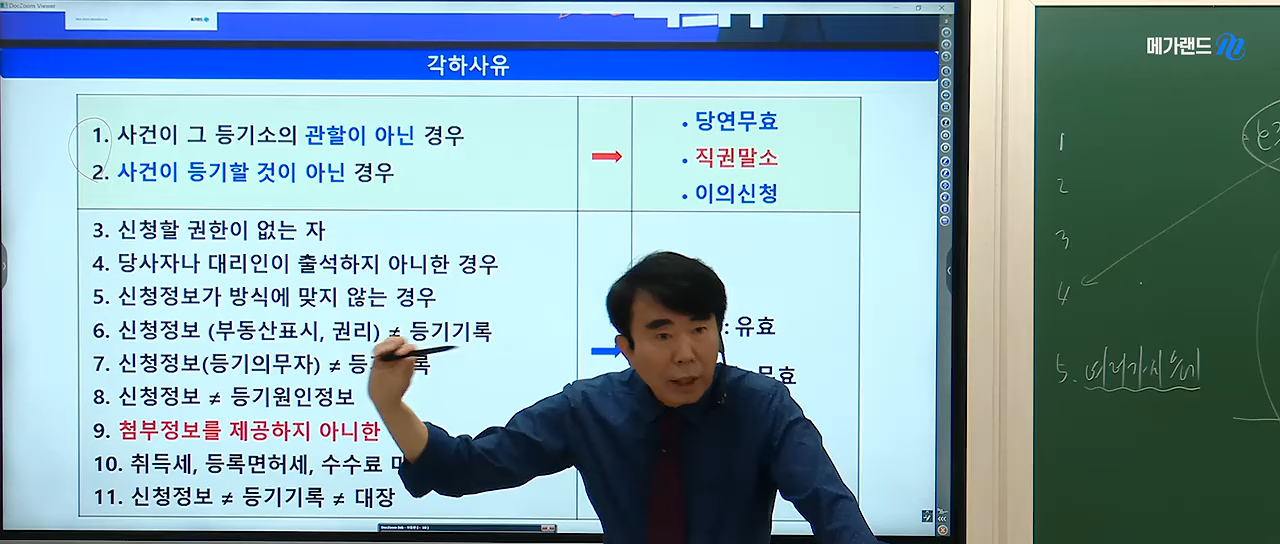 DocZoom Viewer
메가랜드
각하사유
1. 사건이 그 등기소의 관할이 아닌 경우
2. 사건이 등기할 것이 아닌 경우
• 당연무효
• 직권말소
• 이의신청
3. 신청할 권한이 없는 자
4. 당사자나 대리인이 출석하지 아니한 경우
5. 신청정보가 방식에 맞지 않는 경우
6. 신청정보 (부동산표시, 권리) ≠ 등기기록
7. 신청정보(등기의무자) ≠ 등 록
8. 신청정보 ≠ 등기원인정보
9. 첨부정보를 제공하지 아니한
10. 취득세, 등록면허세, 수수료
11. 신청정보 ≠ 등기기록 ≠ 대장
: 유효
무효
메가랜드
1
2
3
4
5.